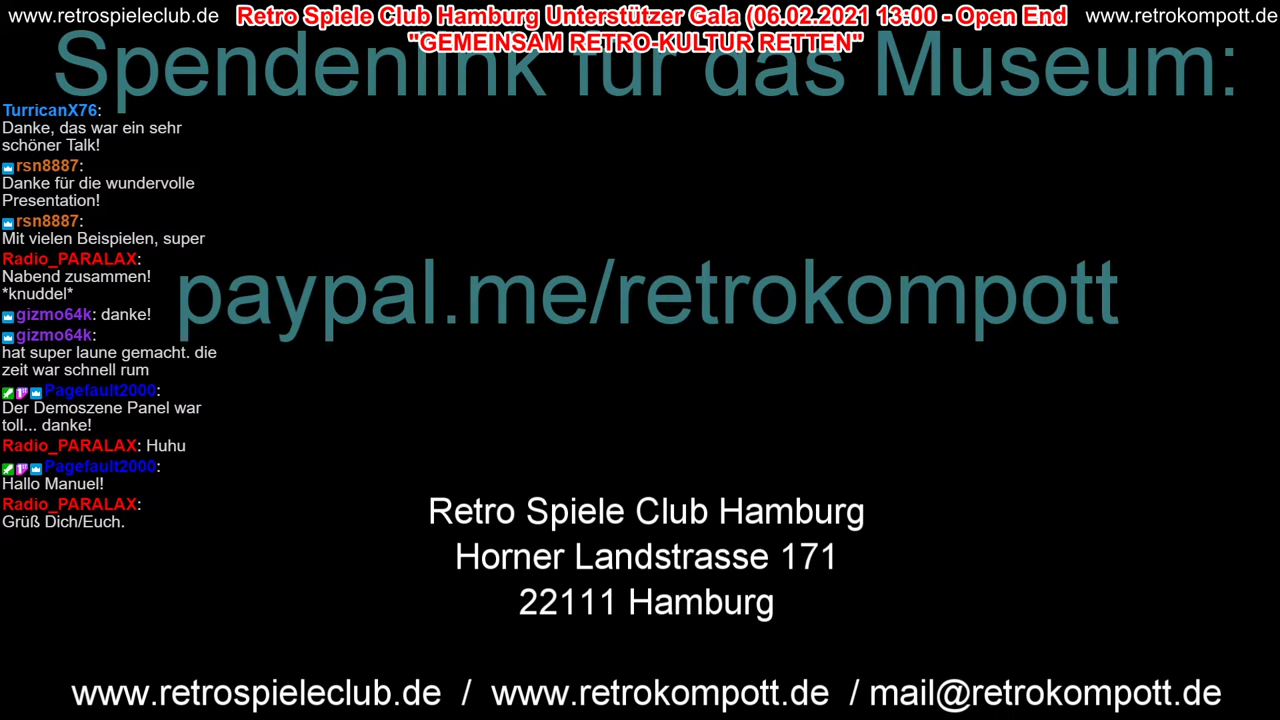 www.retrospieleclub.de
Retro Spiele Club Hamburg Unterstützer Gala (06.02.2021 13:00 - Open End
www.retrokompott.de
"GEMEINSAM RETRO-KULTUR RETTEN"
Spendenlink für das Museum:
TurricanX76:
Danke, das war ein sehr
schöner Talk!
rsn8887:
Danke für die wundervolle
Presentation!
rsn8887:
Mit vielen Beispielen, super
Radio_PARALAX:
Nabend zusammen!
*knuddel*
gizmo64k: danke!
gizmo64k:
hat super laune gemacht. die
zeit war schnell rum
Pagefault2000:
Der Demoszene Panel war
toll... danke!
Radio_PARALAX: Huhu
Pagefault2000:
Hallo Manuel!
Radio_PARALAX:
Grüß Dich/Euch.
paypal.me/retrokompott
Retro Spiele Club Hamburg
Horner Landstrasse 171
22111 Hamburg
www.retrospieleclub.de / www.retrokompott.de / mail@retrokompott.de